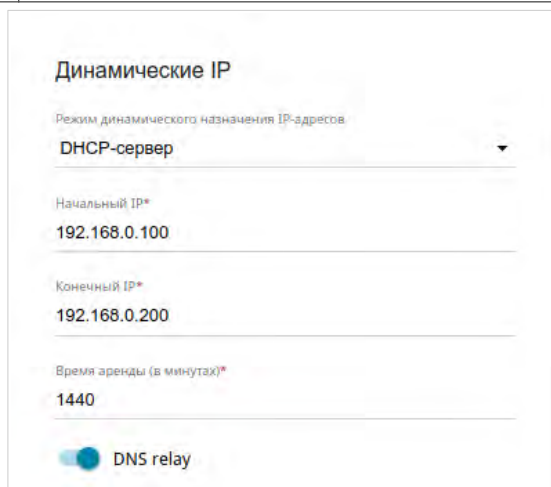 Динамические IP
Режим динамического назначения IP-адресов
DHCP-сервер
Начальный IP*
192.168.0.100
Конечный IP*
192.168.0.200
Время аренды (в минутах)*
1440
DNS relay